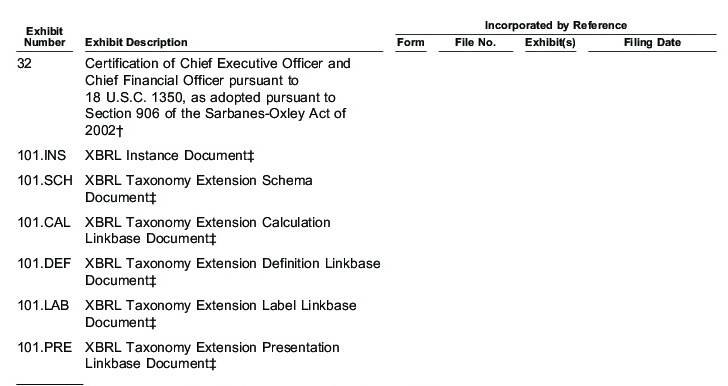 Incorporated by Reference
Exhibit
Number Exhibit Description Form File No. Exhibit(s) Filing Date
32 Certification of Chief Executive Officer and
Chief Financial Officer pursuant to
18 U.S.C. 1350, as adopted pursuant to
Section 906 of the Sarbanes-Oxley Act of
2002†
101.INS XBRL Instance Document‡
101.SCH XBRL Taxonomy Extension Schema
Document‡
101.CAL XBRL Taxonomy Extension Calculation
Linkbase Document‡
101.DEF XBRL Taxonomy Extension Definition Linkbase
Document‡
101.LAB XBRL Taxonomy Extension Label Linkbase
Document‡
101.PRE XBRL Taxonomy Extension Presentation
Linkbase Document‡